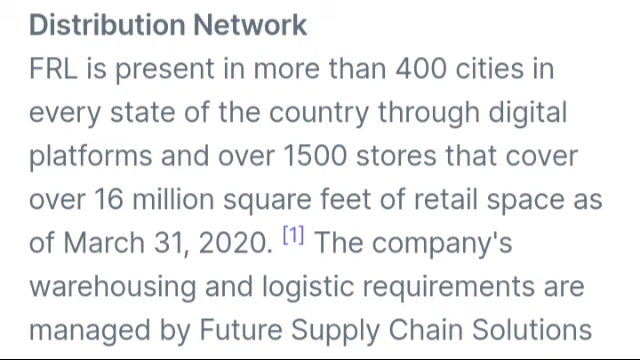 Distribution Network
FRL is present in more than 400 cities in
every state of the country through digital
platforms and over 1500 stores that cover
over 16 million square feet of retail space as
of March 31, 2020. [1] The company's
warehousing and logistic requirements are
managed by Future Supply Chain Solutions